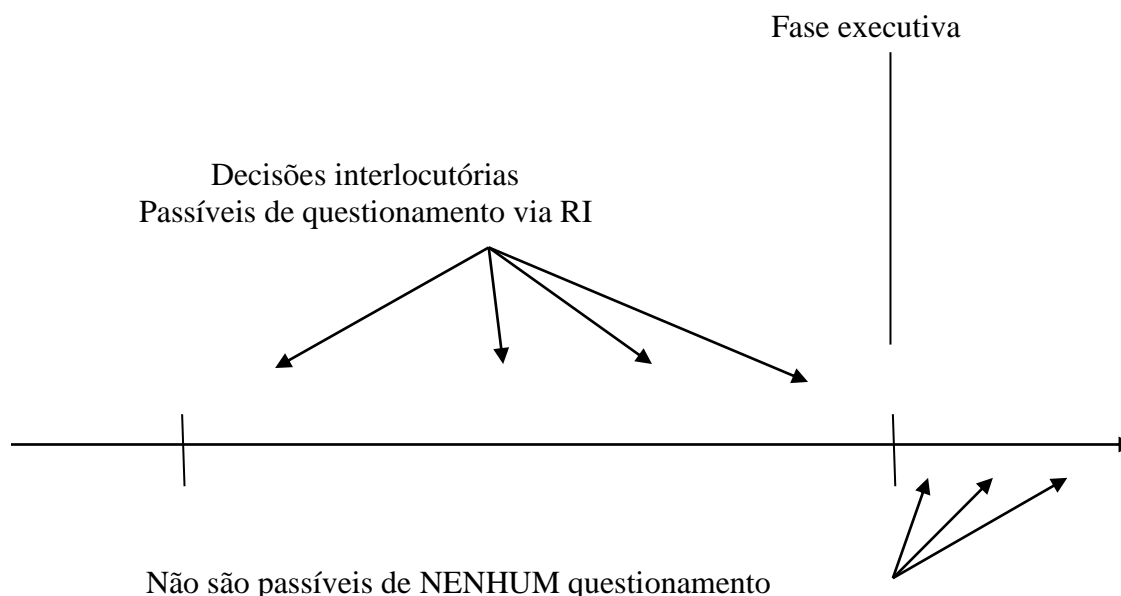 Fase executiva
Decisões interlocutórias
Passíveis de questionamento via RI
Não são passíveis de NENHUM questionamento